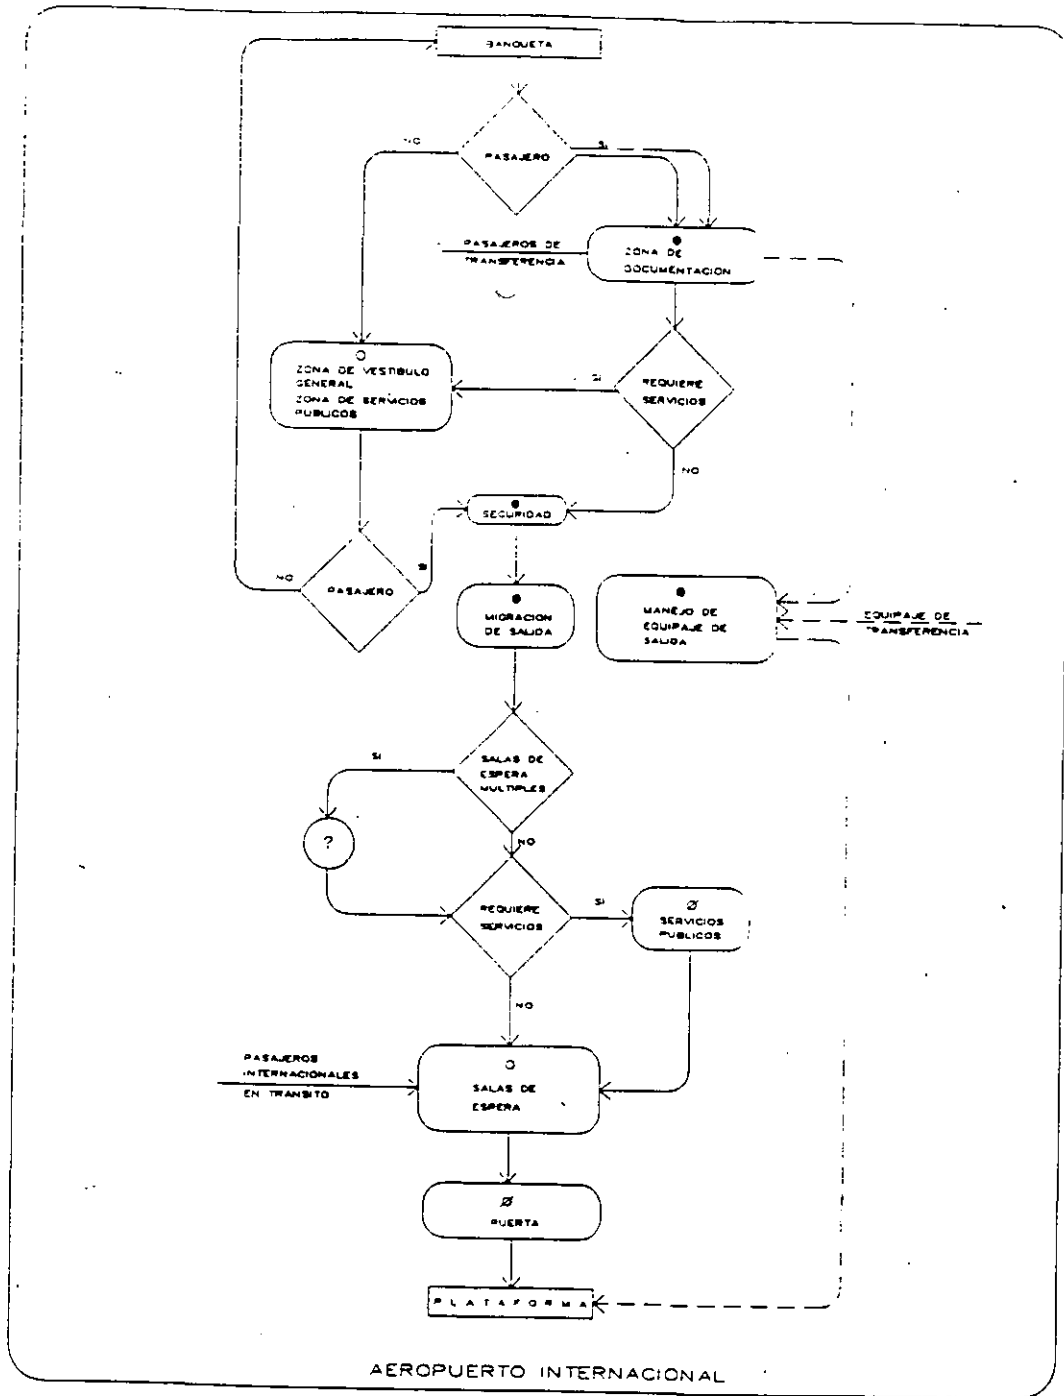 BANQUETA
NO
PASAJERO
SI
PASAJEROS DE
TRANSFERENCIA
ZONA DE
DOCUMENTACION
ZONA DE VESTIBULO
GENERAL
ZONA DE SERVICIOS
PUBLICOS
SI
REQUIERE
SERVICIOS
NO
SEGURIDAD
NO
PASAJERO
SI
MIGRACION
DE SALIDA
MANEJO DE
EQUIPAJE DE
SALIDA
EQUIPAJE DE
TRANSFERENCIA
SI
SALAS DE
ESPERA
MULTIPLES
?
NO
REQUIERE
SERVICIOS
SI
Ø
SERVICIOS
PUBLICOS
NO
PASAJEROS
INTERNACIONALES
EN TRANSITO
SALAS DE
ESPERA
Ø
PUERTA
PLATAFORMA
AEROPUERTO INTERNACIONAL